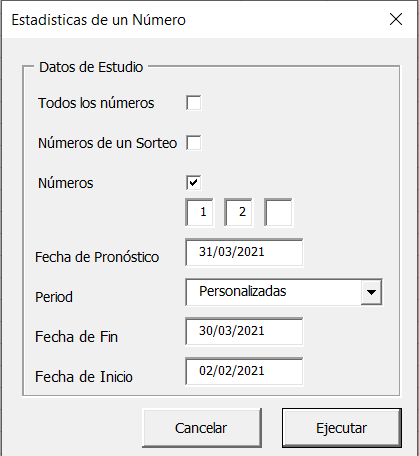 Estadisticas de un Número
Datos de Estudio
Todos los números
Números de un Sorteo
Números
1 2
Fecha de Pronóstico 31/03/2021
Period Personalizadas
Fecha de Fin 30/03/2021
Fecha de Inicio 02/02/2021
Cancelar Ejecutar